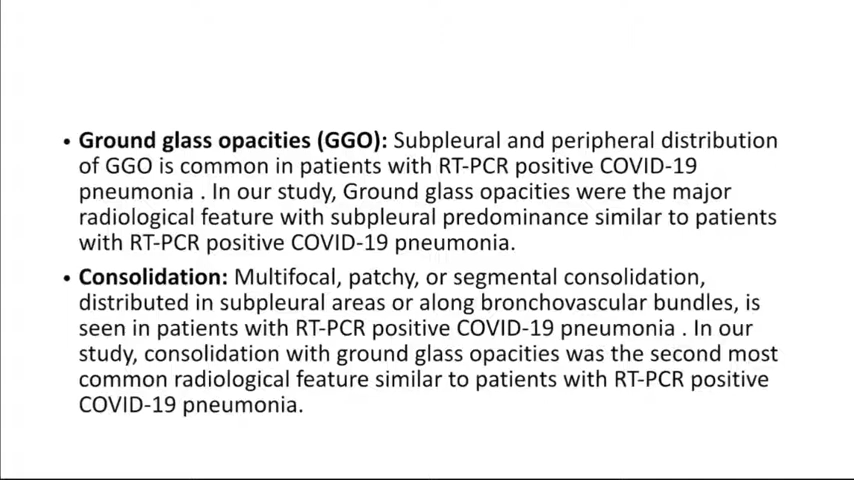 • Ground glass opacities (GGO): Subpleural and peripheral distribution
of GGO is common in patients with RT-PCR positive COVID-19
pneumonia . In our study, Ground glass opacities were the major
radiological feature with subpleural predominance similar to patients
with RT-PCR positive COVID-19 pneumonia.
• Consolidation: Multifocal, patchy, or segmental consolidation,
distributed in subpleural areas or along bronchovascular bundles, is
seen in patients with RT-PCR positive COVID-19 pneumonia . In our
study, consolidation with ground glass opacities was the second most
common radiological feature similar to patients with RT-PCR positive
COVID-19 pneumonia.